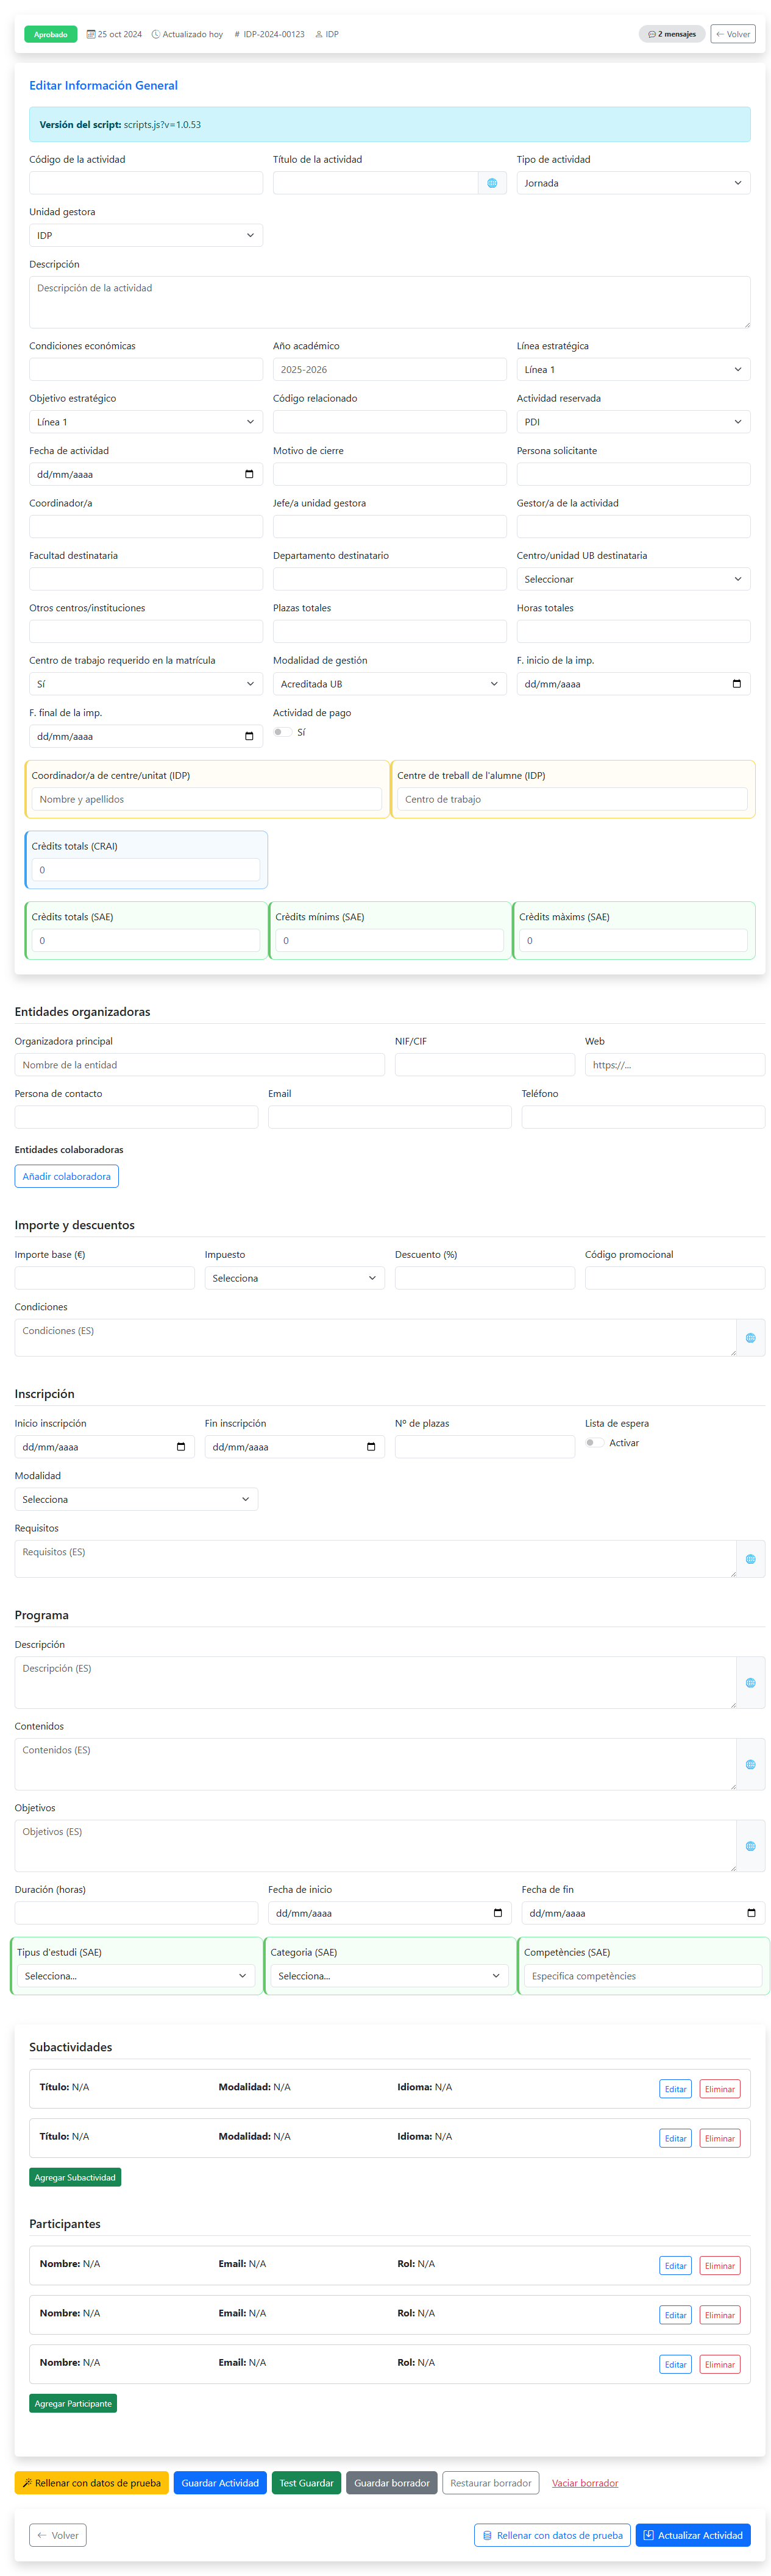 Aprobado 25 oct 2024 Actualizado hoy # IDP-2024-00123 IDP 2 mensajes ← Volver
Editar Información General
Versión del script: scripts.js?v=1.0.53
Código de la actividad Título de la actividad Tipo de actividad
Jornada
Unidad gestora
IDP
Descripción
Descripción de la actividad
Condiciones económicas Año académico Línea estratégica
2025-2026 Línea 1
Objetivo estratégico Código relacionado Actividad reservada
Línea 1 PDI
Fecha de actividad Motivo de cierre Persona solicitante
dd/mm/aaaa
Coordinador/a Jefe/a unidad gestora Gestor/a de la actividad
Facultad destinataria Departamento destinatario Centro/unidad UB destinataria
Seleccionar
Otros centros/instituciones Plazas totales Horas totales
Centro de trabajo requerido en la matrícula Modalidad de gestión F. inicio de la imp.
Sí Acreditada UB dd/mm/aaaa
F. final de la imp. Actividad de pago
dd/mm/aaaa Sí
Coordinador/a de centre/unitat (IDP) Centre de treball de l'alumne (IDP)
Nombre y apellidos Centro de trabajo
Crèdits totals (CRAI)
0
Crèdits totals (SAE) Crèdits mínims (SAE) Crèdits màxims (SAE)
0 0 0
Entidades organizadoras
Organizadora principal NIF/CIF Web
Nombre de la entidad https://...
Persona de contacto Email Teléfono
Entidades colaboradoras
Añadir colaboradora
Importe y descuentos
Importe base (€) Impuesto Descuento (%) Código promocional
Selecciona
Condiciones
Condiciones (ES)
Inscripción
Inicio inscripción Fin inscripción Nº de plazas Lista de espera
dd/mm/aaaa dd/mm/aaaa Activar
Modalidad
Selecciona
Requisitos
Requisitos (ES)
Programa
Descripción
Descripción (ES)
Contenidos
Contenidos (ES)
Objetivos
Objetivos (ES)
Duración (horas) Fecha de inicio Fecha de fin
dd/mm/aaaa dd/mm/aaaa
Tipus d'estudi (SAE) Categoria (SAE) Competències (SAE)
Selecciona... Selecciona... Especifica competències
Subactividades
Título: N/A Modalidad: N/A Idioma: N/A Editar Eliminar
Título: N/A Modalidad: N/A Idioma: N/A Editar Eliminar
Agregar Subactividad
Participantes
Nombre: N/A Email: N/A Rol: N/A Editar Eliminar
Nombre: N/A Email: N/A Rol: N/A Editar Eliminar
Nombre: N/A Email: N/A Rol: N/A Editar Eliminar
Agregar Participante
Rellenar con datos de prueba Guardar Actividad Test Guardar Guardar borrador Restaurar borrador Vaciar borrador
← Volver Rellenar con datos de prueba Actualizar Actividad